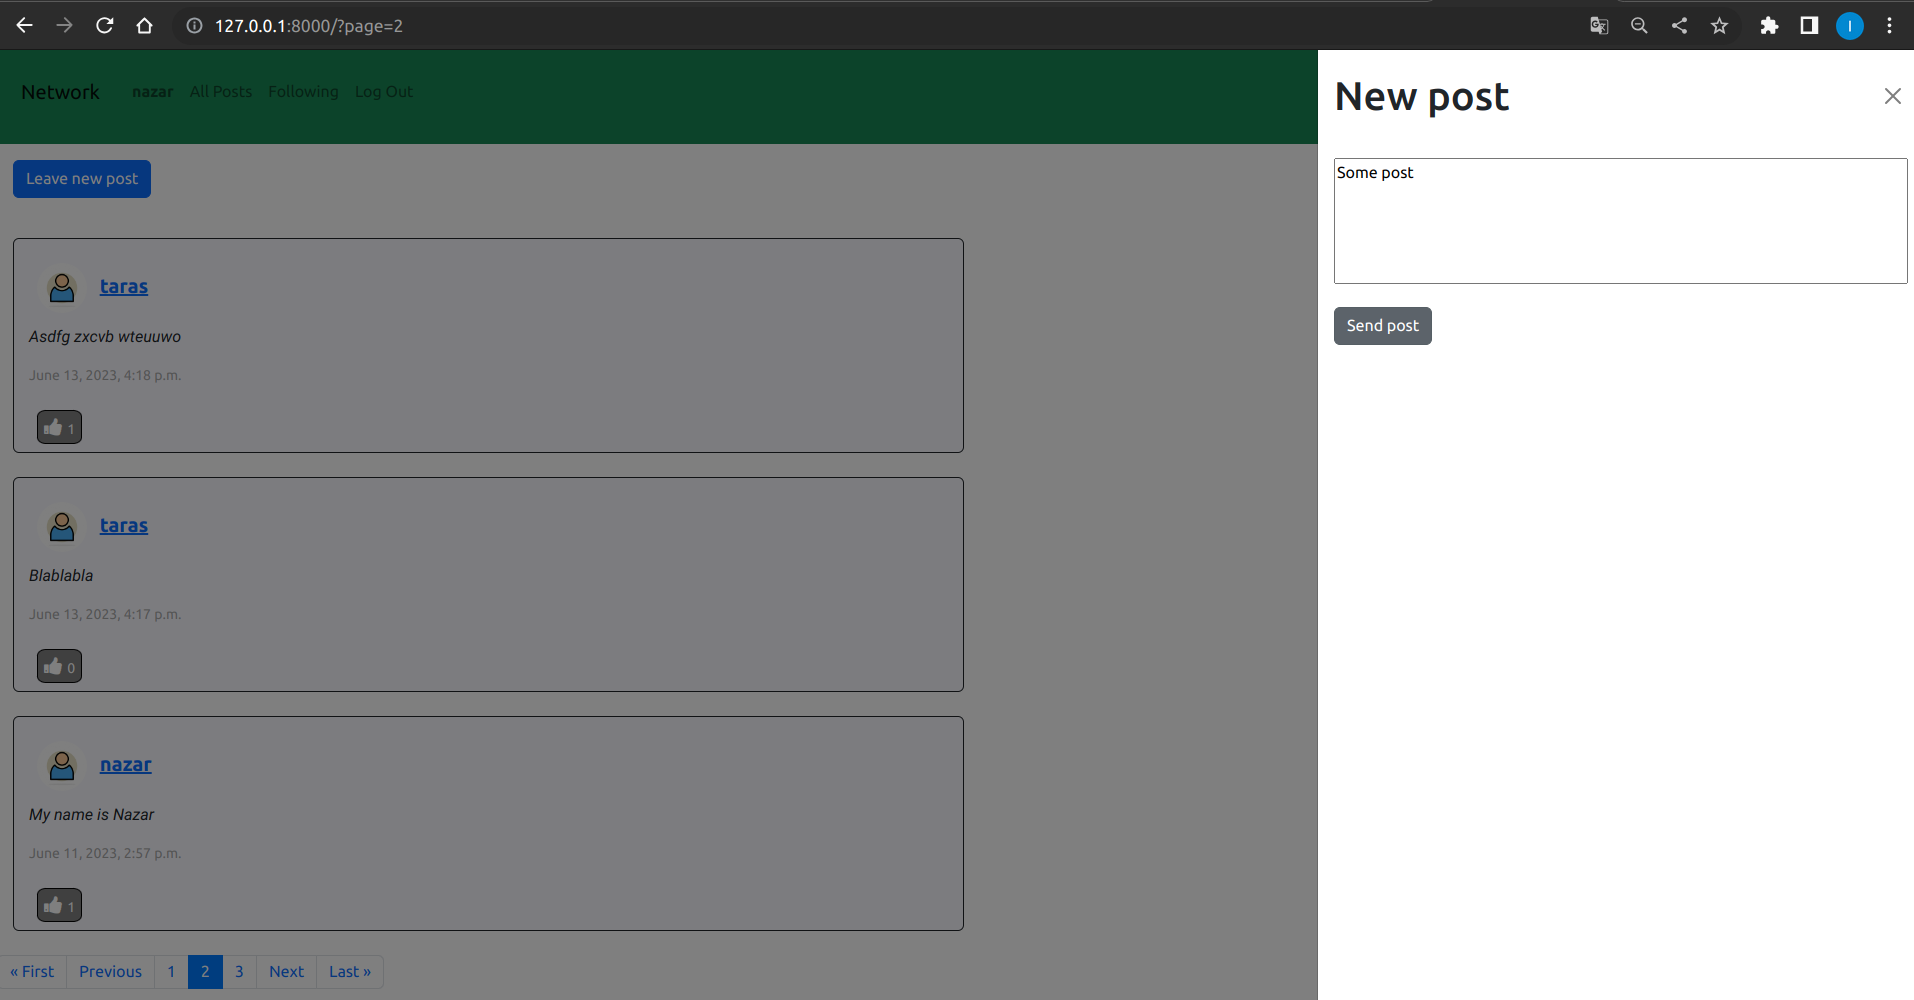 127.0.0.1:8000/?page=2
I
Network nazar All Posts Following Log Out
Leave new post
taras
Asdfg zxcvb wteuuwo
June 13, 2023, 4:18 p.m.
1
taras
Blablabla
June 13, 2023, 4:17 p.m.
0
nazar
My name is Nazar
June 11, 2023, 2:57 p.m.
1
« First Previous 1 2 3 Next Last »
New post
Some post
Send post